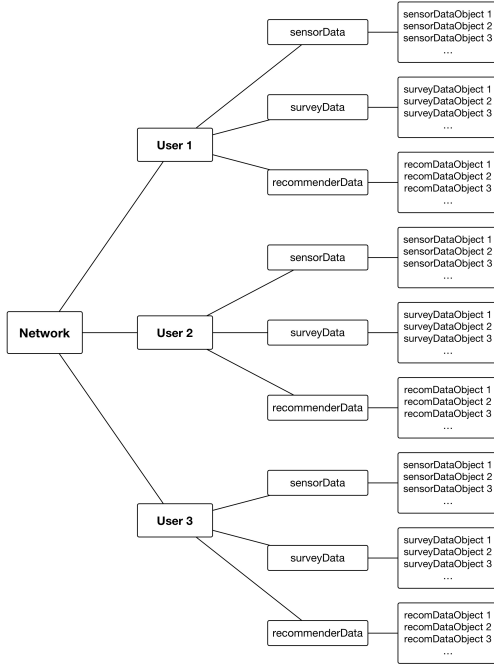 sensorData
sensorDataObject 1
sensorDataObject 2
sensorDataObject 3
...
surveyData
surveyDataObject 1
surveyDataObject 2
surveyDataObject 3
...
User 1
recommenderData
recomDataObject 1
recomDataObject 2
recomDataObject 3
...
sensorData
sensorDataObject 1
sensorDataObject 2
sensorDataObject 3
...
Network
User 2
surveyData
surveyDataObject 1
surveyDataObject 2
surveyDataObject 3
...
recommenderData
recomDataObject 1
recomDataObject 2
recomDataObject 3
...
sensorData
sensorDataObject 1
sensorDataObject 2
sensorDataObject 3
...
User 3
surveyData
surveyDataObject 1
surveyDataObject 2
surveyDataObject 3
...
recommenderData
recomDataObject 1
recomDataObject 2
recomDataObject 3
...